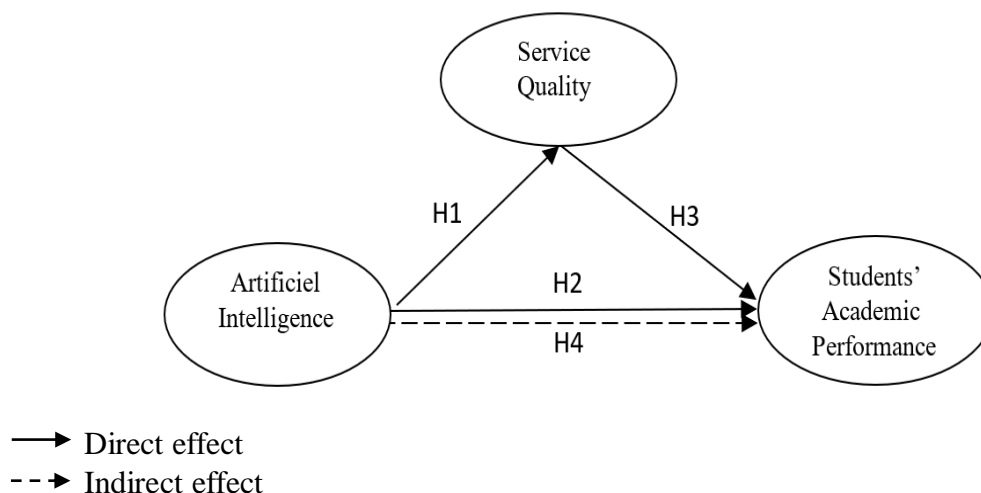 Service
Quality
H1
H3
Artificiel
Intelligence
H2
H4
Students’
Academic
Performance
Direct effect
Indirect effect